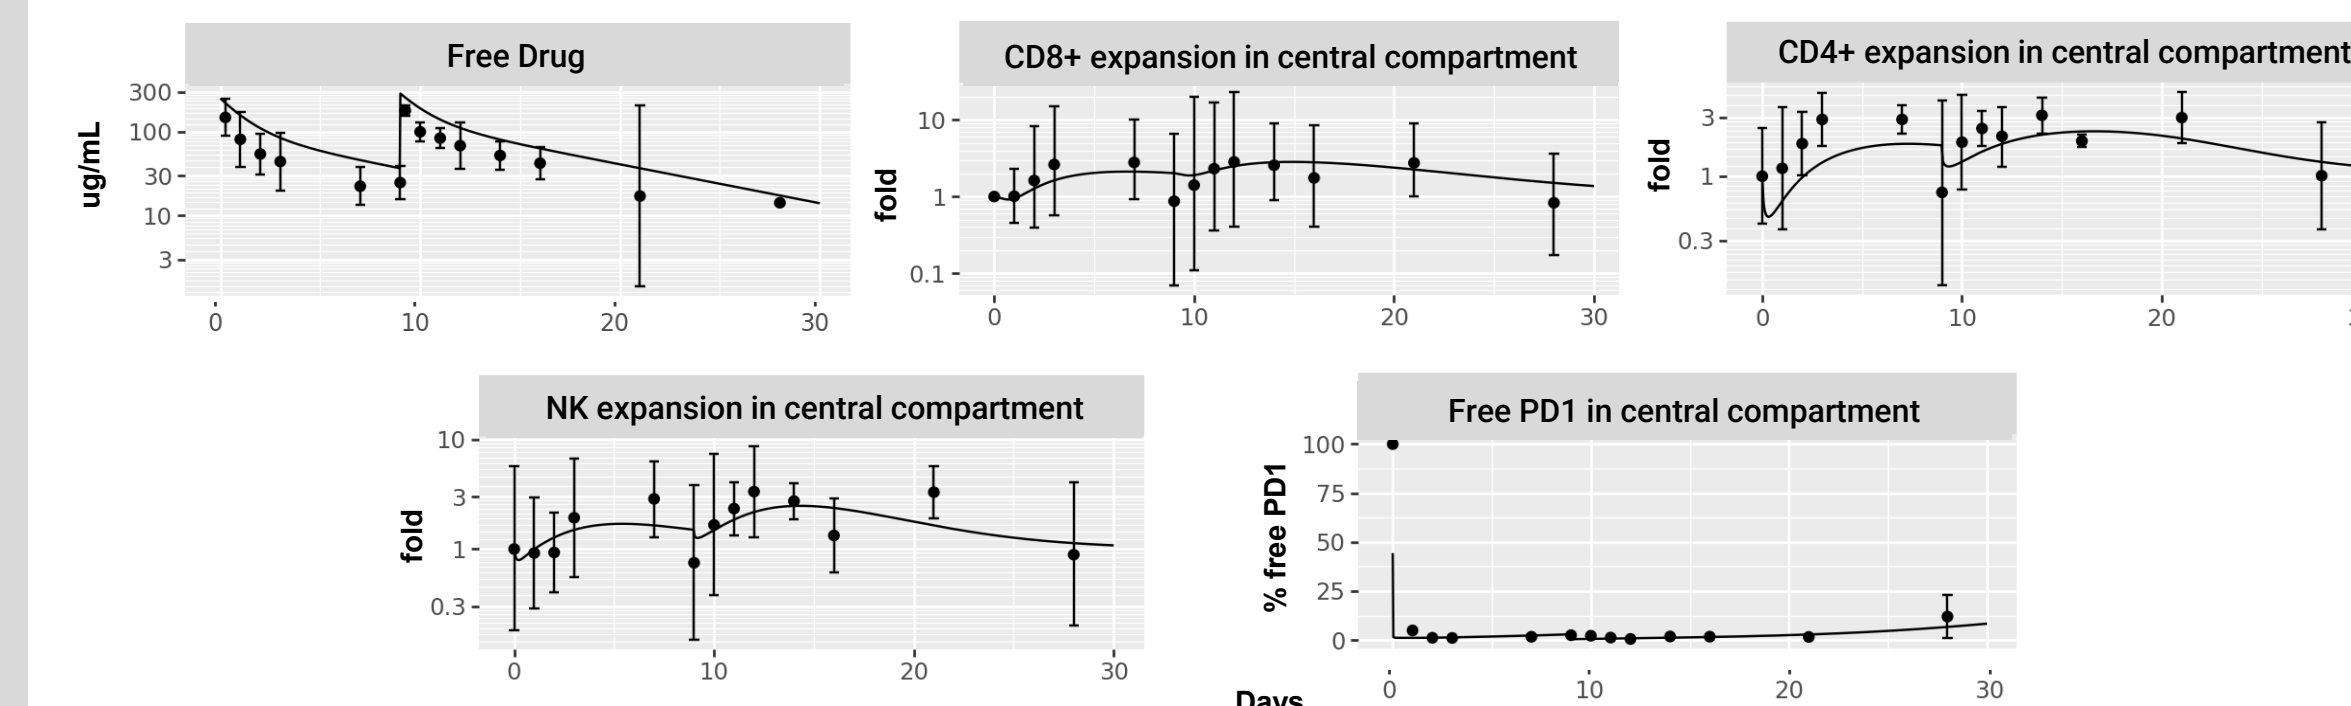 Free Drug
ug/mL
300
100
30
10
3
0 10 20 30
CD8+ expansion in central compartment
fold
10
1
0.1
0 10 20 30
CD4+ expansion in central compartment
fold
3
1
0.3
0 10 20
NK expansion in central compartment
fold
10
3
1
0.3
0 10 20 30
Free PD1 in central compartment
% free PD1
100
75
50
25
0
0 10 20 30
Days